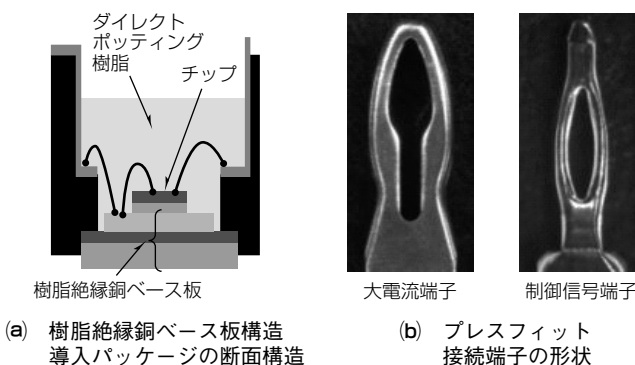 ダイレクト
ポッティング
樹脂
チップ
樹脂絶縁銅ベース板
大電流端子
制御信号端子
(a) 樹脂絶縁銅ベース板構造
導入パッケージの断面構造
(b) プレスフィット
接続端子の形状